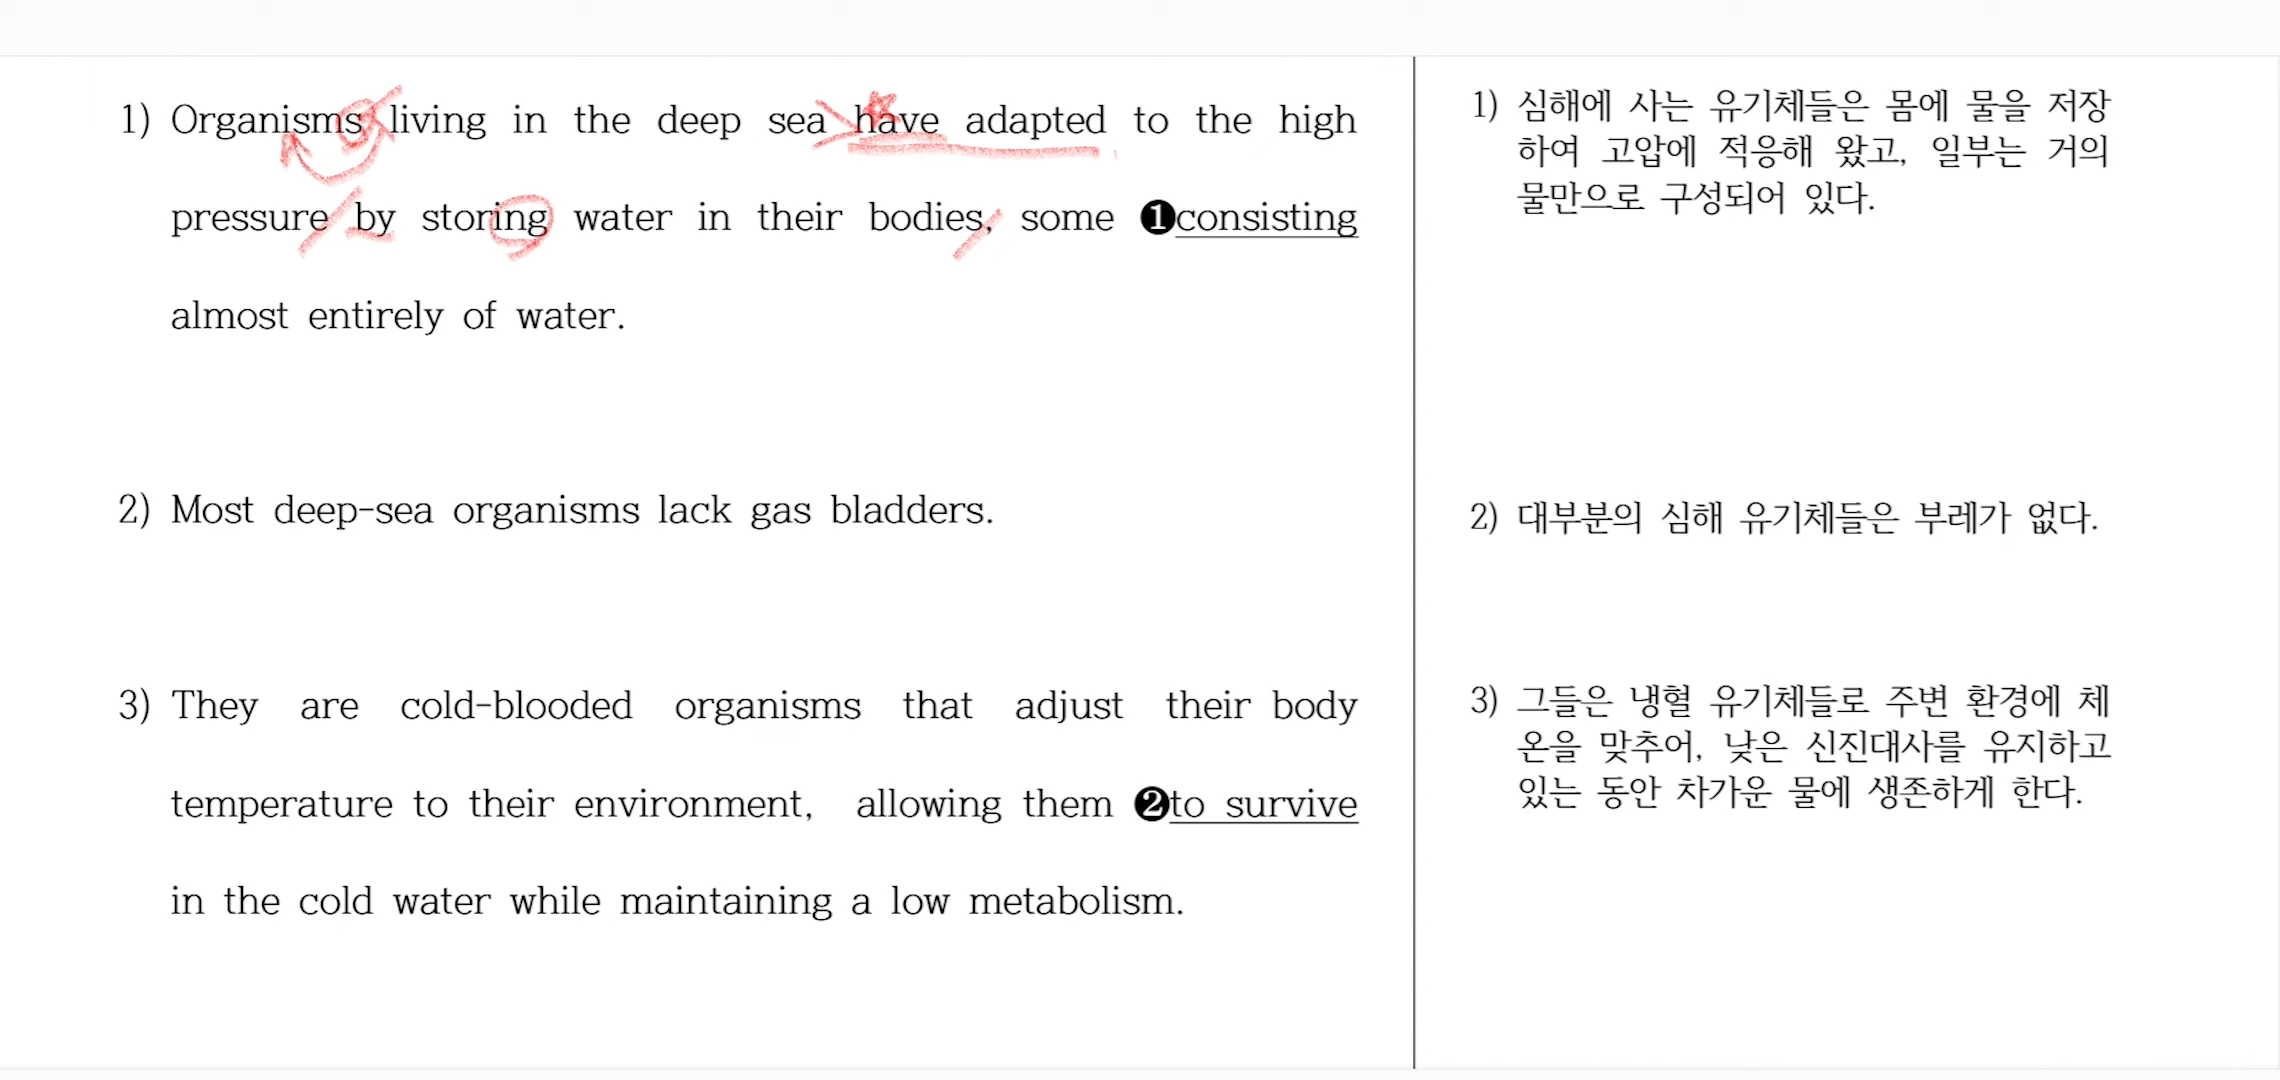 1) Organisms living in the deep sea have adapted to the high
pressure by storing water in their bodies, some ❶consisting
almost entirely of water.
2) Most deep-sea organisms lack gas bladders.
3) They are cold-blooded organisms that adjust their body
temperature to their environment, allowing them ❷to survive
in the cold water while maintaining a low metabolism.
1) 심해에 사는 유기체들은 몸에 물을 저장
하여 고압에 적응해 왔고, 일부는 거의
물만으로 구성되어 있다.
2) 대부분의 심해 유기체들은 부레가 없다.
3) 그들은 냉혈 유기체들로 주변 환경에 체
온을 맞추어, 낮은 신진대사를 유지하고
있는 동안 차가운 물에 생존하게 한다.